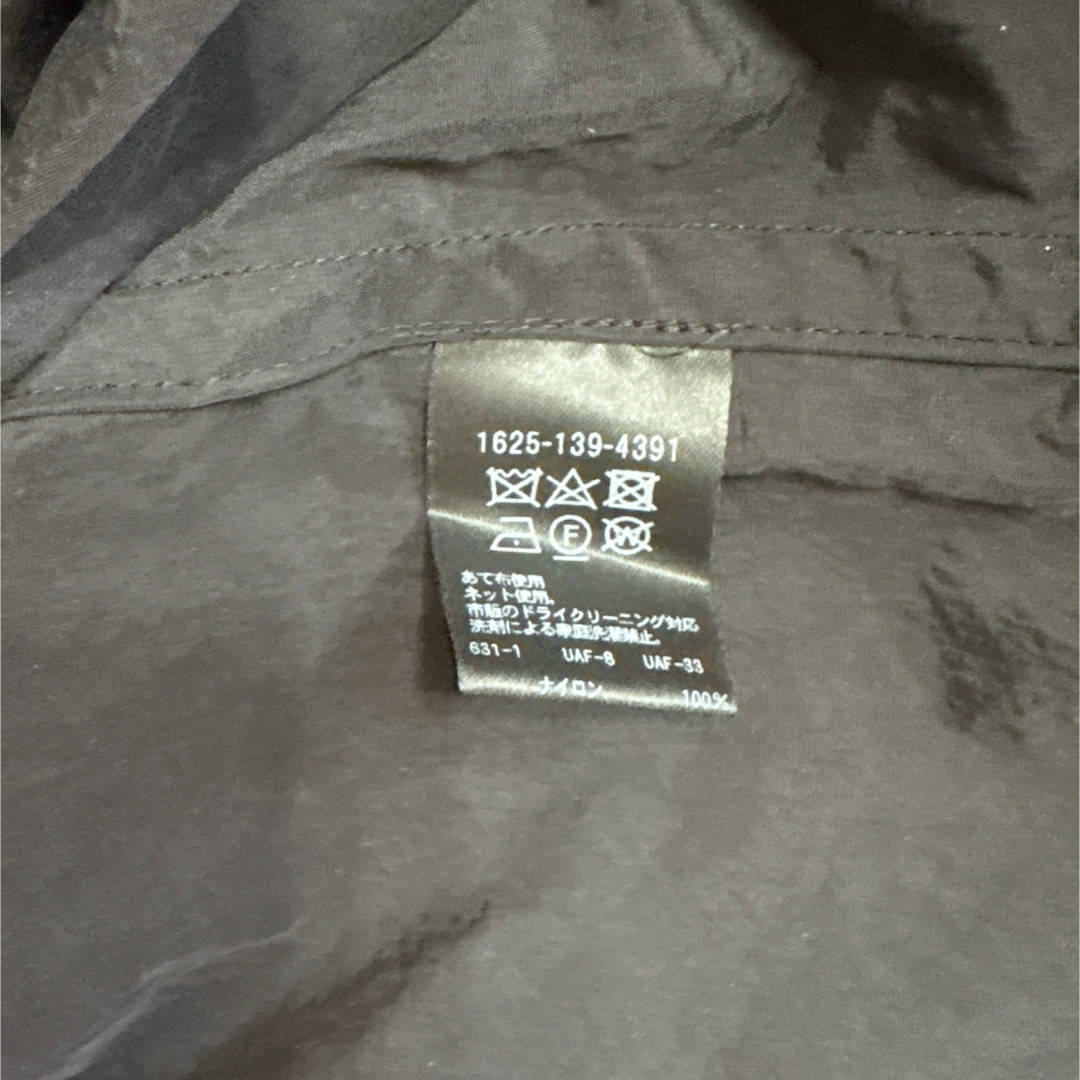 1625-139-4391
F W
あて布使用
ネット使用。
市販のドライクリーニング対応
洗剤による家庭洗濯禁止。
631-1 UAF-8 UAF-33
ナイロン 100%